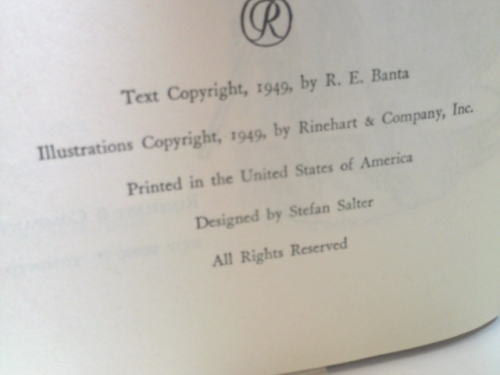 R
Text Copyright, 1949, by R. E. Banta
Illustrations Copyright, 1949, by Rinehart & Company, Inc.
Printed in the United States of America
Designed by Stefan Salter
All Rights Reserved